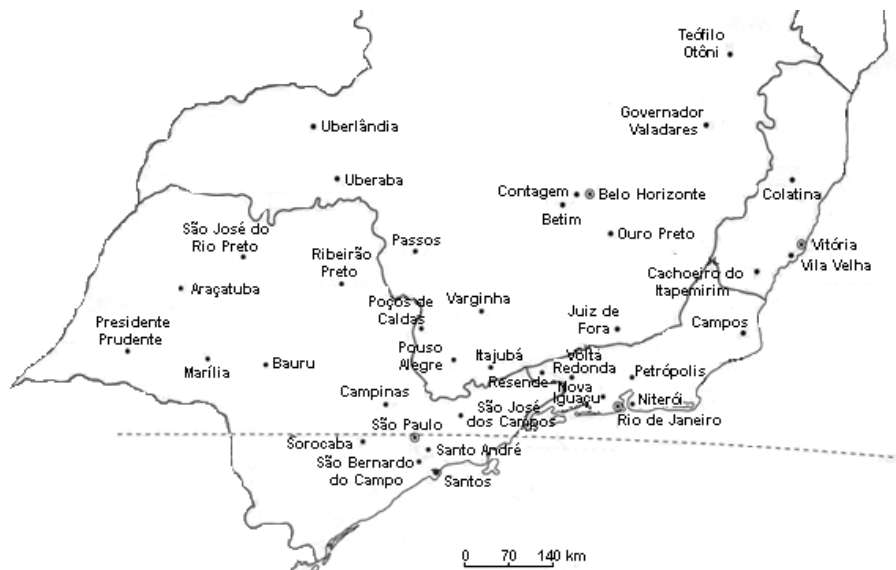 Teófilo
Otôni
Governador
Valadares
Uberlândia
Uberaba
Contagem
Belo Horizonte
Betim
Colatina
São José do
Rio Preto
Ribeirão
Preto
Passos
Ouro Preto
Vitória
Vila Velha
Cachoeiro do
Itapemirim
Araçatuba
Poços de
Caldas
Varginha
Juiz de
Fora
Campos
Presidente
Prudente
Marília
Bauru
Pouso
Alegre
Itajubá
Volta
Redonda
Resende
Petrópolis
Nova
Iguaçu
Niterói
Rio de Janeiro
Campinas
São José
dos Campos
São Paulo
Sorocaba
Santo André
São Bernardo
do Campo
Santos
0 70 140 km